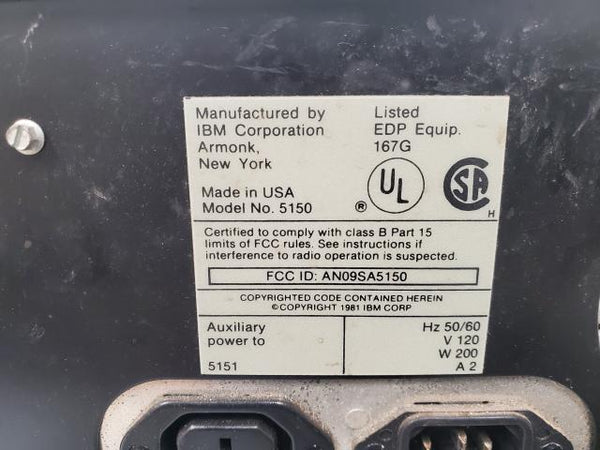 Manufactured by
IBM Corporation
Armonk,
New York
Listed
EDP Equip.
167G
Made in USA
Model No. 5150
UL
®
SA
H
Certified to comply with class B Part 15
limits of FCC rules. See instructions if
interference to radio operation is suspected.
FCC ID: AN09SA5150
COPYRIGHTED CODE CONTAINED HEREIN
©COPYRIGHT 1981 IBM CORP
Auxiliary
power to
5151
Hz 50/60
V 120
W 200
A 2